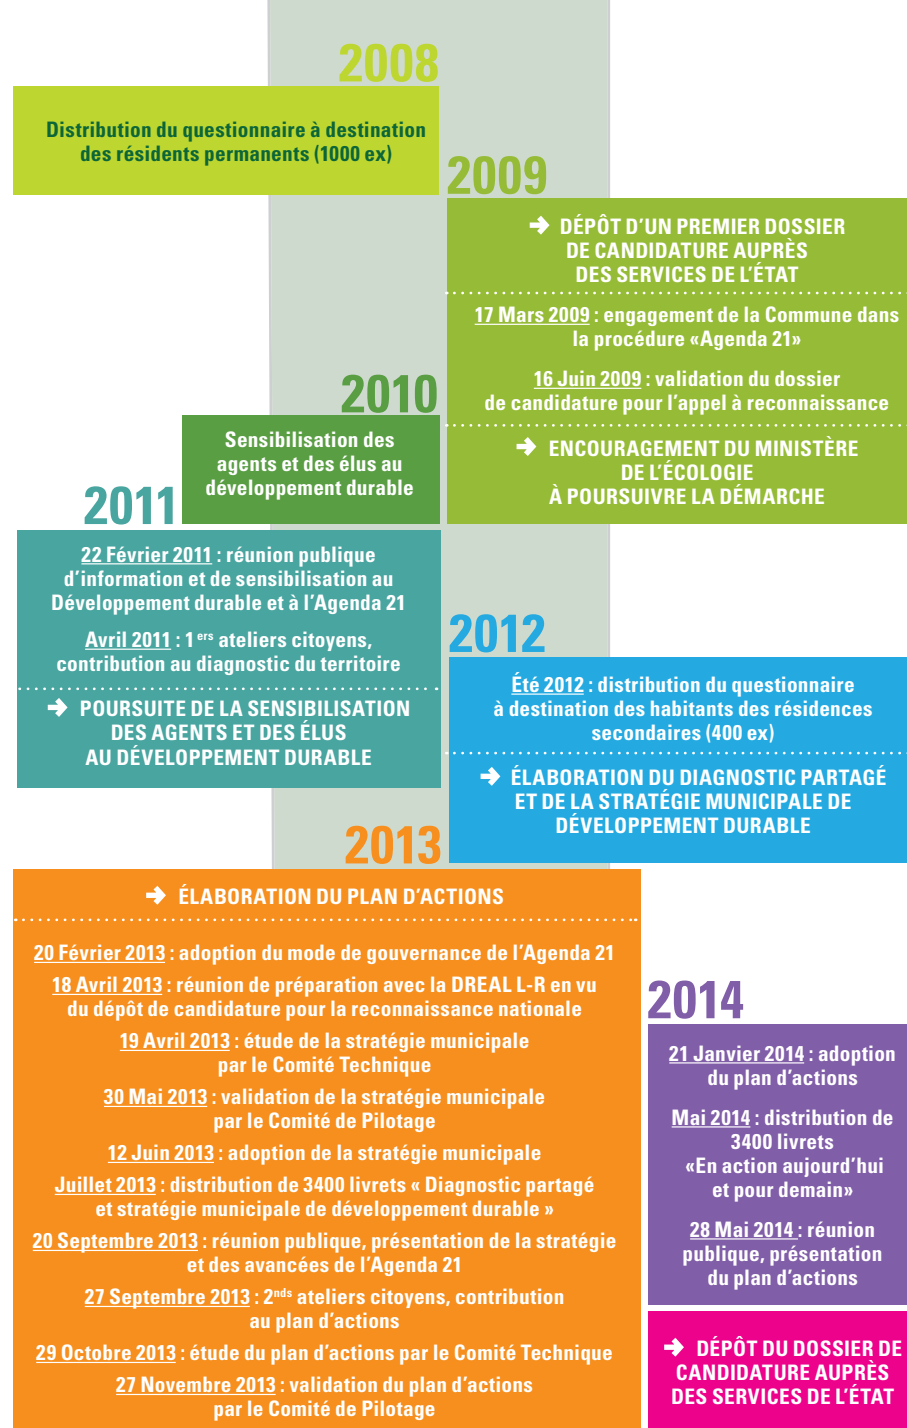 2008
Distribution du questionnaire à destination
des résidents permanents (1000 ex)
2009
➔ DÉPÔT D'UN PREMIER DOSSIER
DE CANDIDATURE AUPRÈS
DES SERVICES DE L'ÉTAT
17 Mars 2009 : engagement de la Commune dans
la procédure «Agenda 21»
16 Juin 2009 : validation du dossier
de candidature pour l'appel à reconnaissance
➔ ENCOURAGEMENT DU MINISTÈRE
DE L'ÉCOLOGIE
À POURSUIVRE LA DÉMARCHE
2010
Sensibilisation des
agents et des élus au
développement durable
2011
22 Février 2011 : réunion publique
d'information et de sensibilisation au
Développement durable et à l'Agenda 21
Avril 2011 : 1ers ateliers citoyens,
contribution au diagnostic du territoire
➔ POURSUITE DE LA SENSIBILISATION
DES AGENTS ET DES ÉLUS
AU DÉVELOPPEMENT DURABLE
2012
Été 2012 : distribution du questionnaire
à destination des habitants des résidences
secondaires (400 ex)
➔ ÉLABORATION DU DIAGNOSTIC PARTAGÉ
ET DE LA STRATÉGIE MUNICIPALE DE
DÉVELOPPEMENT DURABLE
2013
➔ ÉLABORATION DU PLAN D'ACTIONS
20 Février 2013 : adoption du mode de gouvernance de l'Agenda 21
18 Avril 2013 : réunion de préparation avec la DREAL L-R en vu
du dépôt de candidature pour la reconnaissance nationale
19 Avril 2013 : étude de la stratégie municipale
par le Comité Technique
30 Mai 2013 : validation de la stratégie municipale
par le Comité de Pilotage
12 Juin 2013 : adoption de la stratégie municipale
Juillet 2013 : distribution de 3400 livrets « Diagnostic partagé
et stratégie municipale de développement durable »
20 Septembre 2013 : réunion publique, présentation de la stratégie
et des avancées de l'Agenda 21
27 Septembre 2013 : 2nds ateliers citoyens, contribution
au plan d'actions
29 Octobre 2013 : étude du plan d'actions par le Comité Technique
27 Novembre 2013 : validation du plan d'actions
par le Comité de Pilotage
2014
21 Janvier 2014 : adoption
du plan d'actions
Mai 2014 : distribution de
3400 livrets
«En action aujourd'hui
et pour demain»
28 Mai 2014 : réunion
publique, présentation
du plan d'actions
➔ DÉPÔT DU DOSSIER DE
CANDIDATURE AUPRÈS
DES SERVICES DE L'ÉTAT